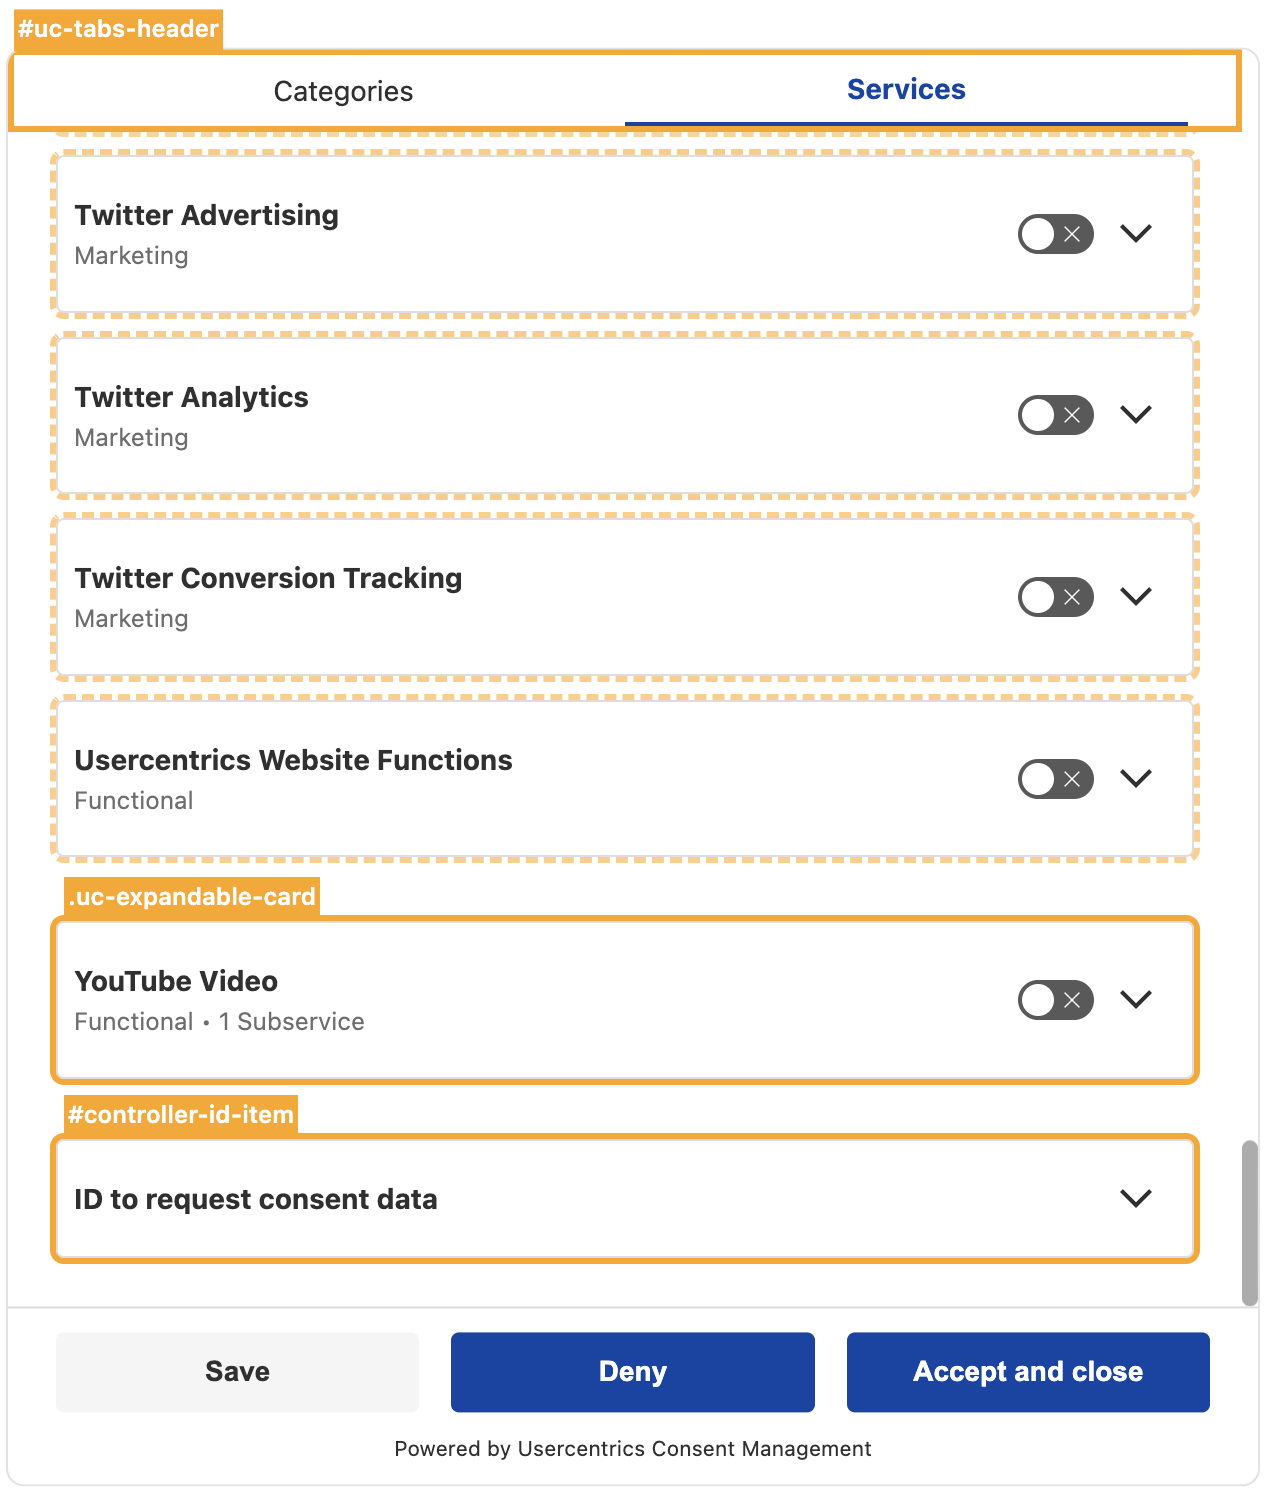 #uc-tabs-header
Categories
Services
Twitter Advertising
Marketing
Twitter Analytics
Marketing
Twitter Conversion Tracking
Marketing
Usercentrics Website Functions
Functional
.uc-expandable-card
YouTube Video
Functional • 1 Subservice
#controller-id-item
ID to request consent data
Save
Deny
Accept and close
Powered by Usercentrics Consent Management